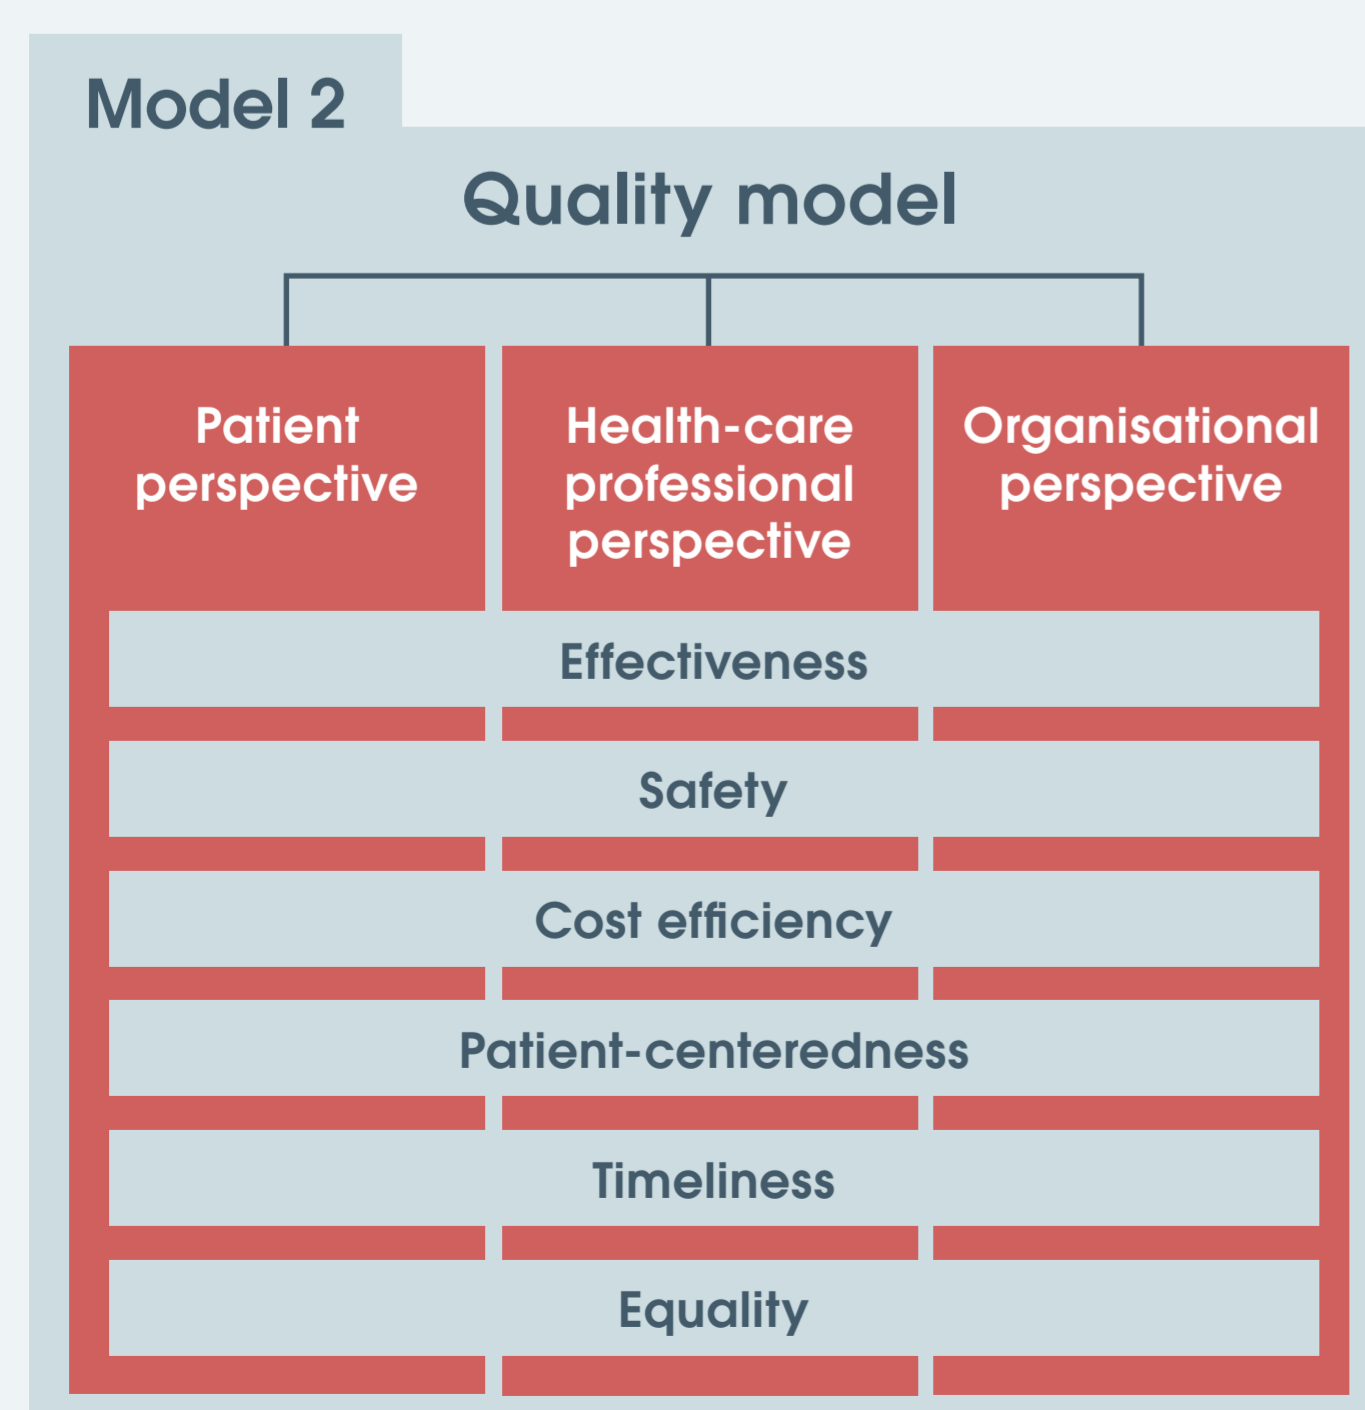 Model 2
Quality model
Patient
perspective
Health-care
professional
perspective
Organisational
perspective
Effectiveness
Safety
Cost efficiency
Patient-centeredness
Timeliness
Equality